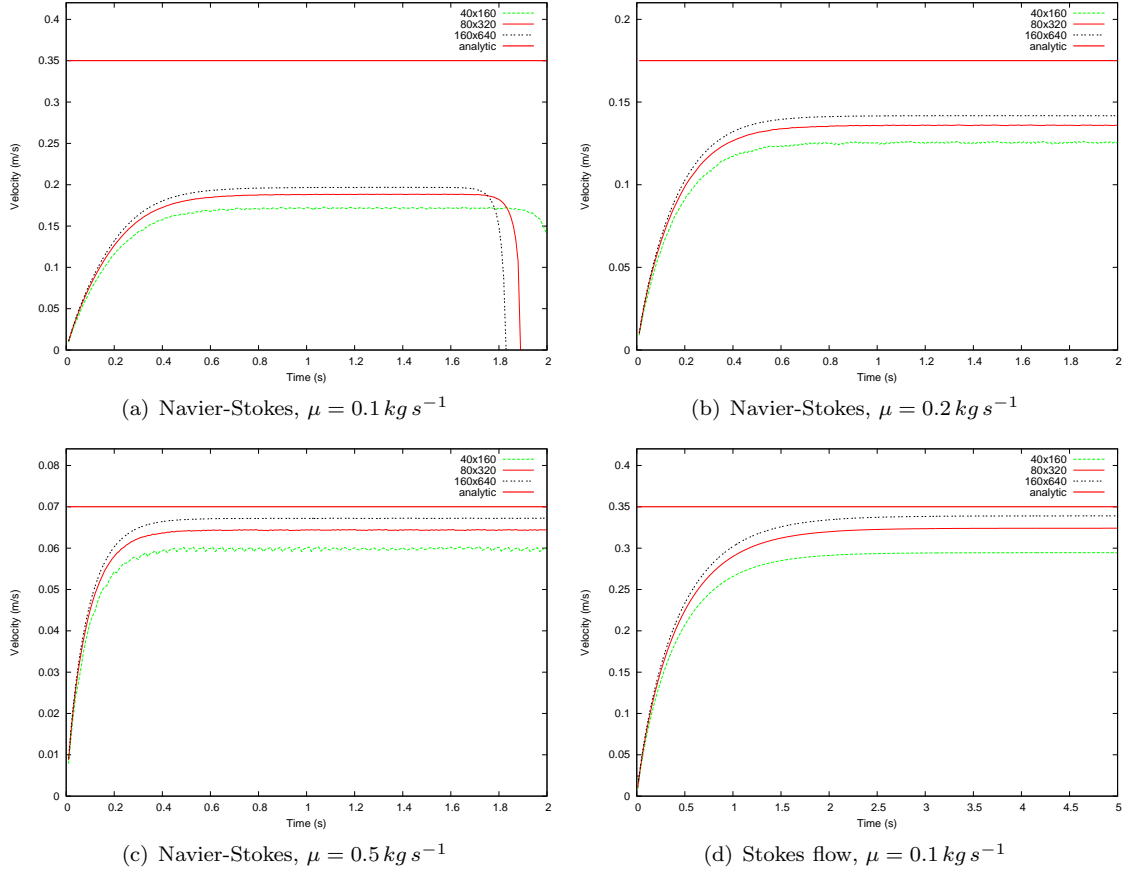 0.4
0.35
0.3
0.25
0.2
0.15
0.1
0.05
0
0 0.2 0.4 0.6 0.8 1 1.2 1.4 1.6 1.8 2
Velocity (m/s)
Time (s)
40x160
80x320
160x640
analytic
(a) Navier-Stokes, μ = 0.1 kg s−1
0.2
0.15
0.1
0.05
0
0 0.2 0.4 0.6 0.8 1 1.2 1.4 1.6 1.8 2
Velocity (m/s)
Time (s)
40x160
80x320
160x640
analytic
(b) Navier-Stokes, μ = 0.2 kg s−1
0.08
0.07
0.06
0.05
0.04
0.03
0.02
0.01
0
0 0.2 0.4 0.6 0.8 1 1.2 1.4 1.6 1.8 2
Velocity (m/s)
Time (s)
40x160
80x320
160x640
analytic
(c) Navier-Stokes, μ = 0.5 kg s−1
0.4
0.35
0.3
0.25
0.2
0.15
0.1
0.05
0
0 0.5 1 1.5 2 2.5 3 3.5 4 4.5 5
Velocity (m/s)
Time (s)
40x160
80x320
160x640
analytic
(d) Stokes flow, μ = 0.1 kg s−1